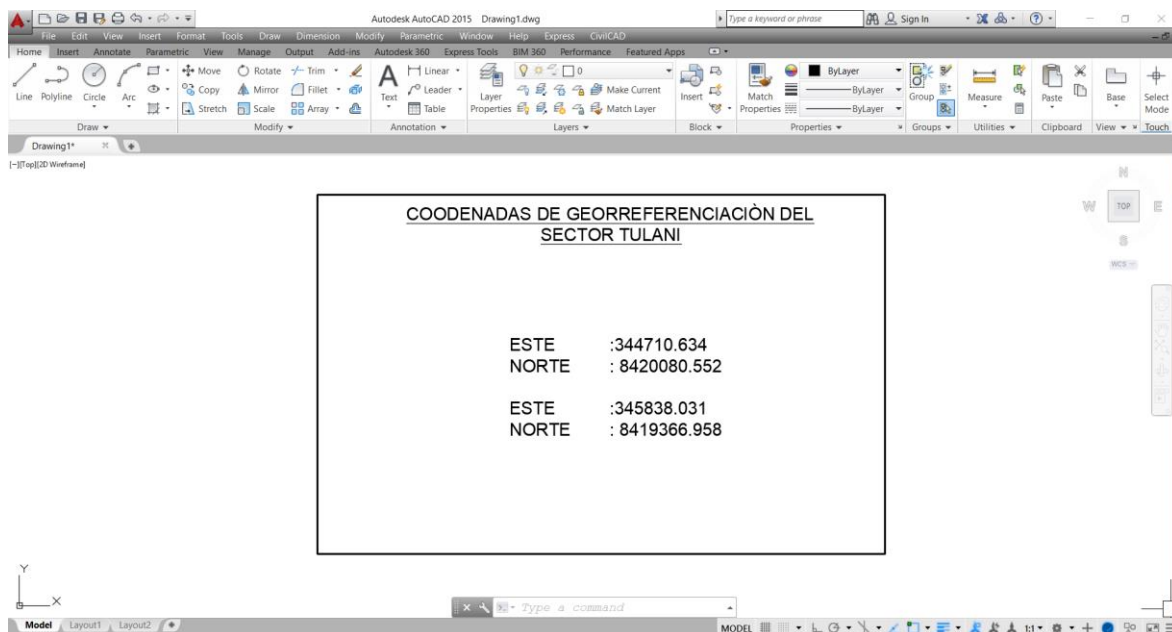 Autodesk AutoCAD 2015 Drawing1.dwg
Type a keyword or phrase
Sign In
File Edit View Insert Format Tools Draw Dimension Modify Parametric Window Help Express CivilCAD
Home Insert Annotate Parametric View Manage Output Add-ins Autodesk 360 Express Tools BIM 360 Performance Featured Apps
Line Polyline Circle Arc
Move Rotate Trim
Copy Mirror Fillet
Stretch Scale Array
Text
Linear
Leader
Table
Layer Properties
0
Make Current
Match Layer
Insert
Match Properties
ByLayer
ByLayer
ByLayer
Group
Measure
Paste
Base
Select Mode
Draw Modify Annotation Layers Block Properties Groups Utilities Clipboard View Touch
Drawing1*
[-][Top][2D Wireframe]
N
W TOP E
S
WCS
COODENADAS DE GEORREFERENCIACIÒN DEL
SECTOR TULANI
ESTE :344710.634
NORTE : 8420080.552
ESTE :345838.031
NORTE : 8419366.958
Y
X
Type a command
Model Layout1 Layout2
MODEL 1:1